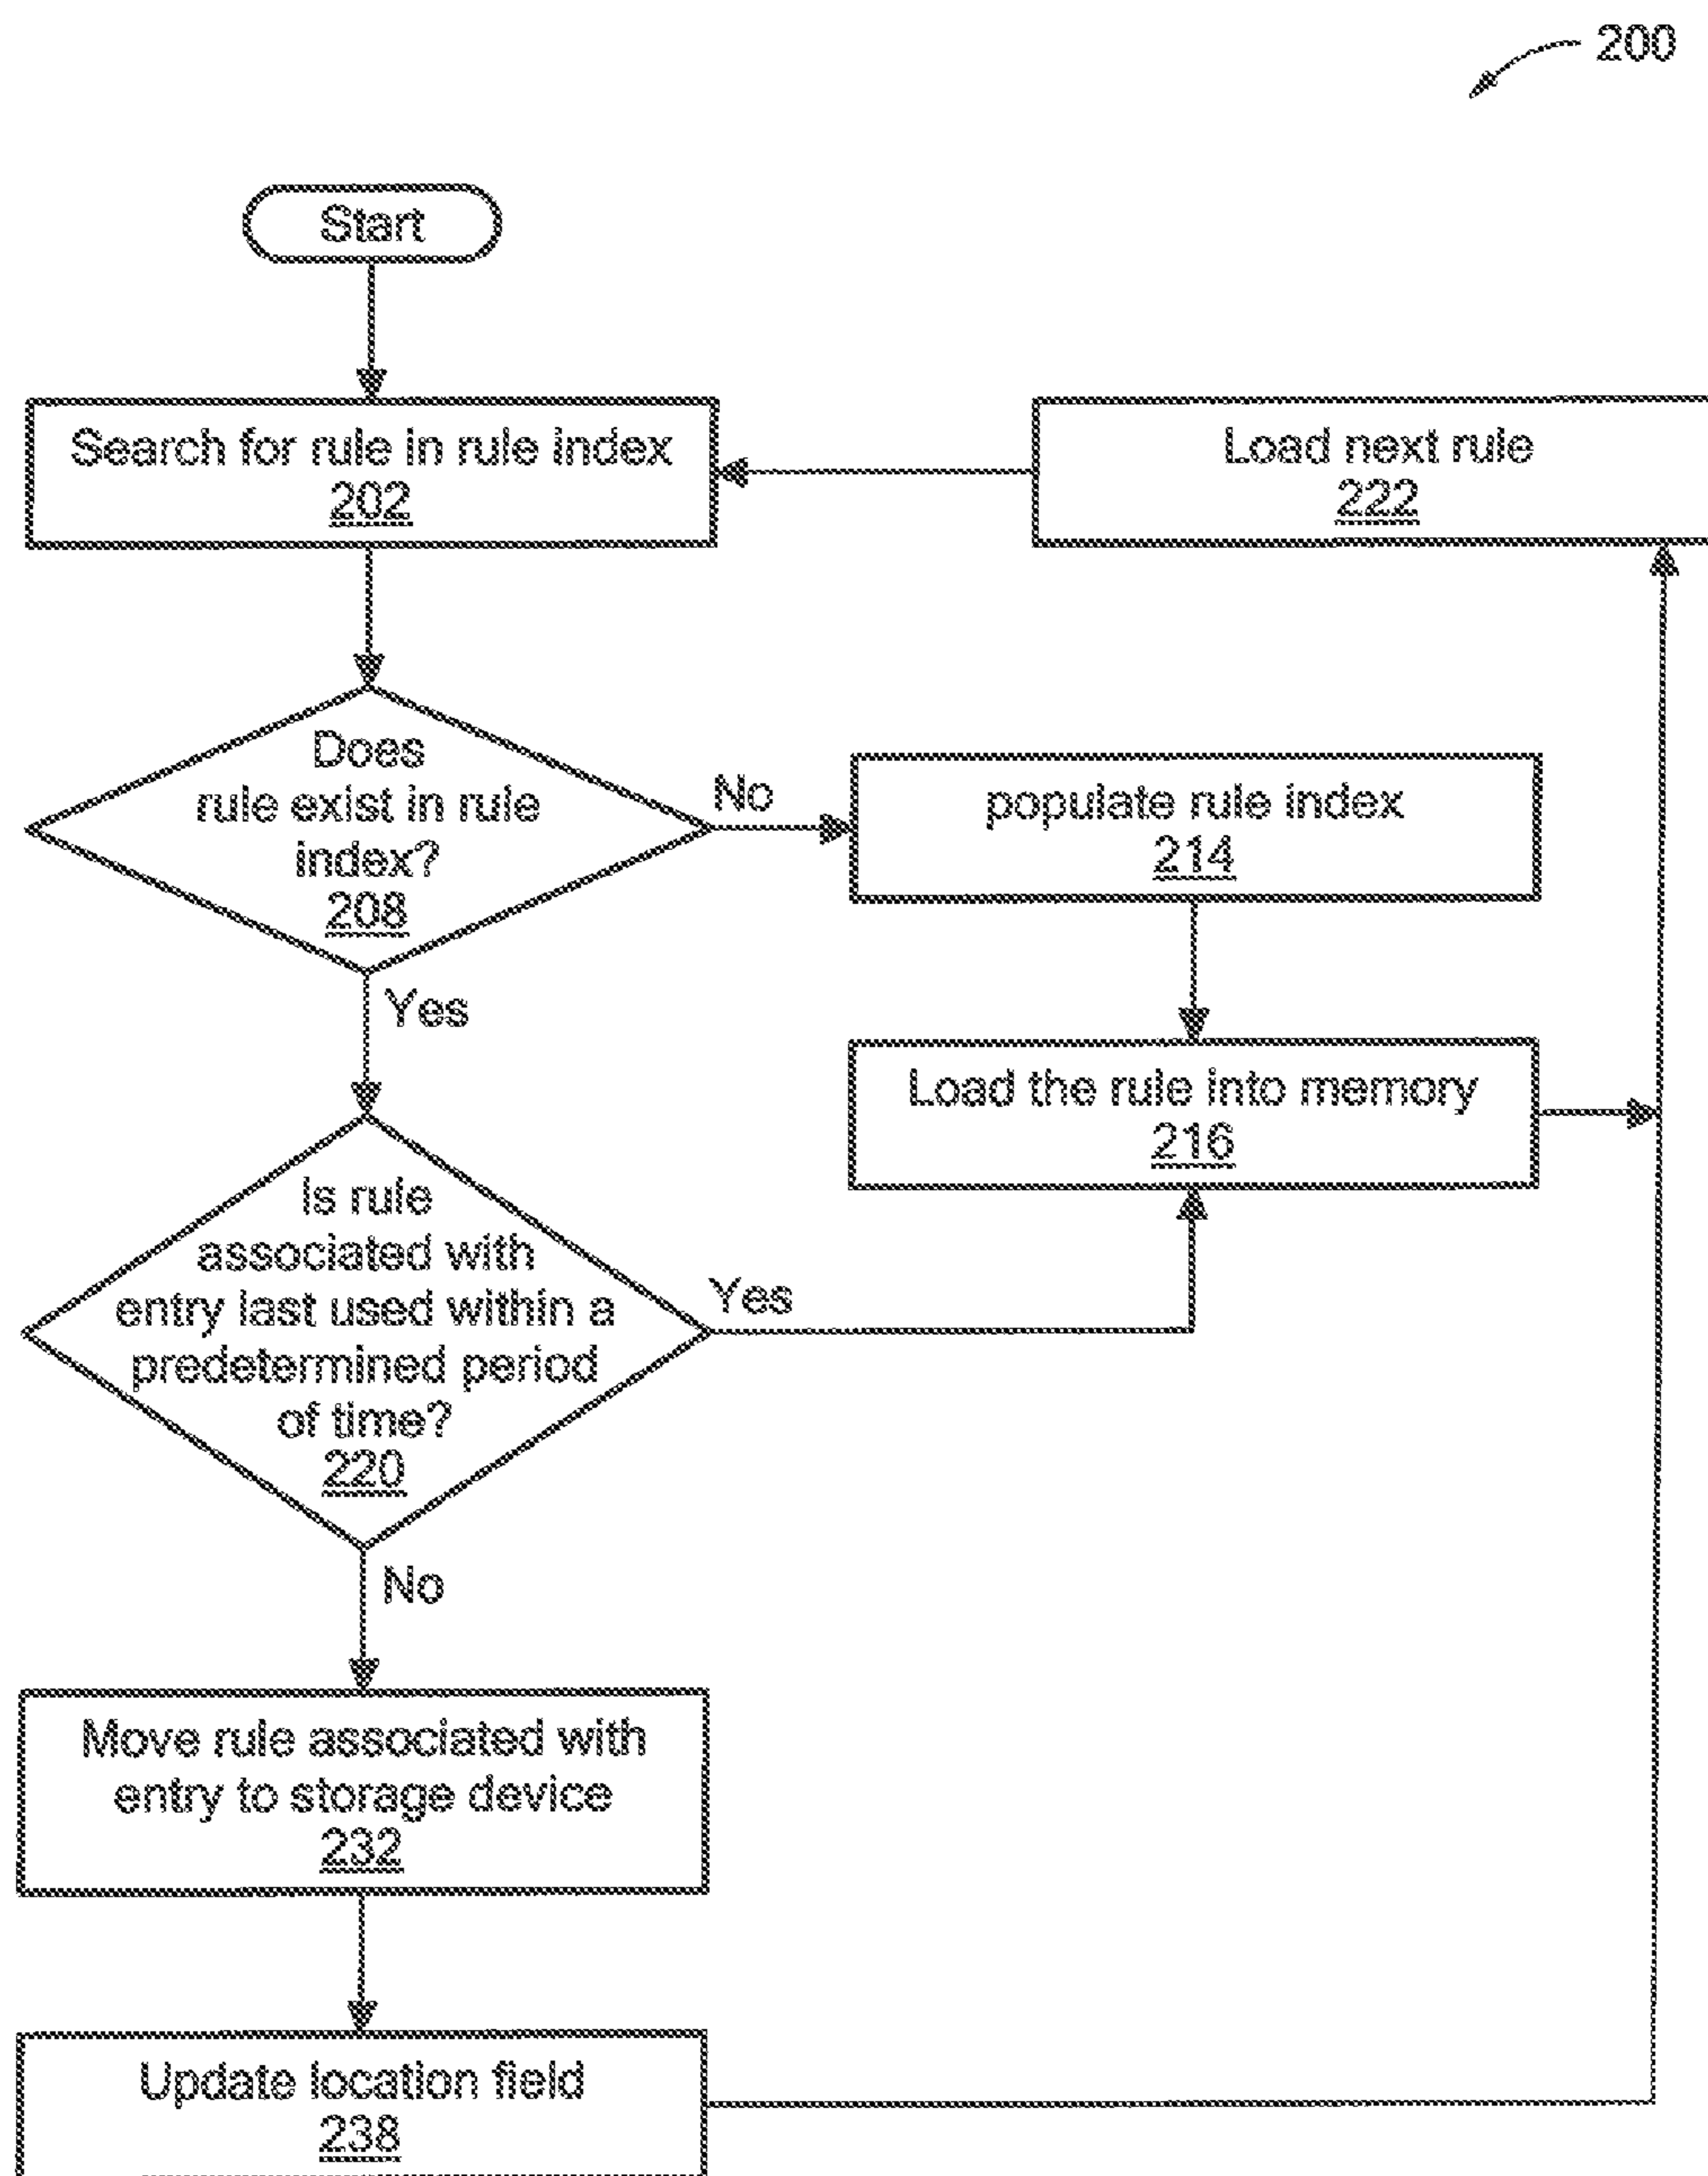 200
Start
Search for rule in rule index
202
Load next rule
222
Does
rule exist in rule
index?
208
No
populate rule index
214
Yes
Load the rule into memory
216
Is rule
associated with
entry last used within a
predetermined period
of time?
220
Yes
No
Move rule associated with
entry to storage device
232
Update location field
238